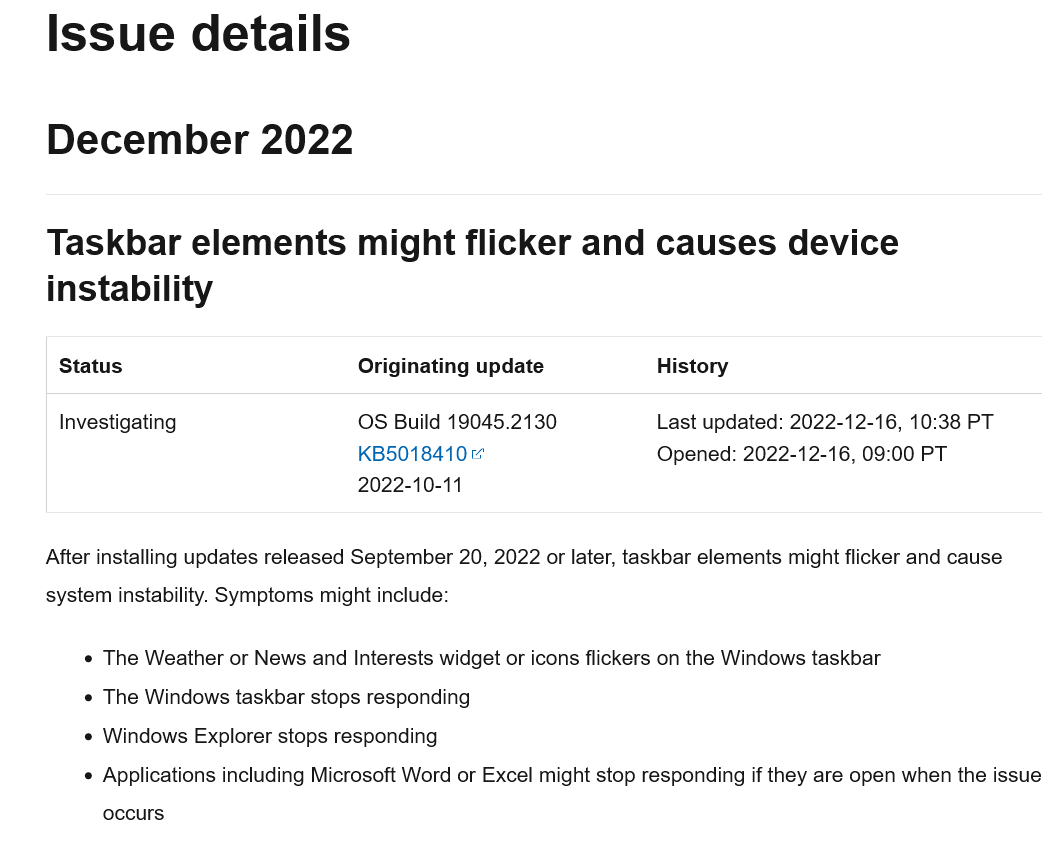 Issue details
December 2022
Taskbar elements might flicker and causes device
instability
Status Originating update History
Investigating OS Build 19045.2130 Last updated: 2022-12-16, 10:38 PT
KB5018410 Opened: 2022-12-16, 09:00 PT
2022-10-11
After installing updates released September 20, 2022 or later, taskbar elements might flicker and cause
system instability. Symptoms might include:
• The Weather or News and Interests widget or icons flickers on the Windows taskbar
• The Windows taskbar stops responding
• Windows Explorer stops responding
• Applications including Microsoft Word or Excel might stop responding if they are open when the issue
occurs